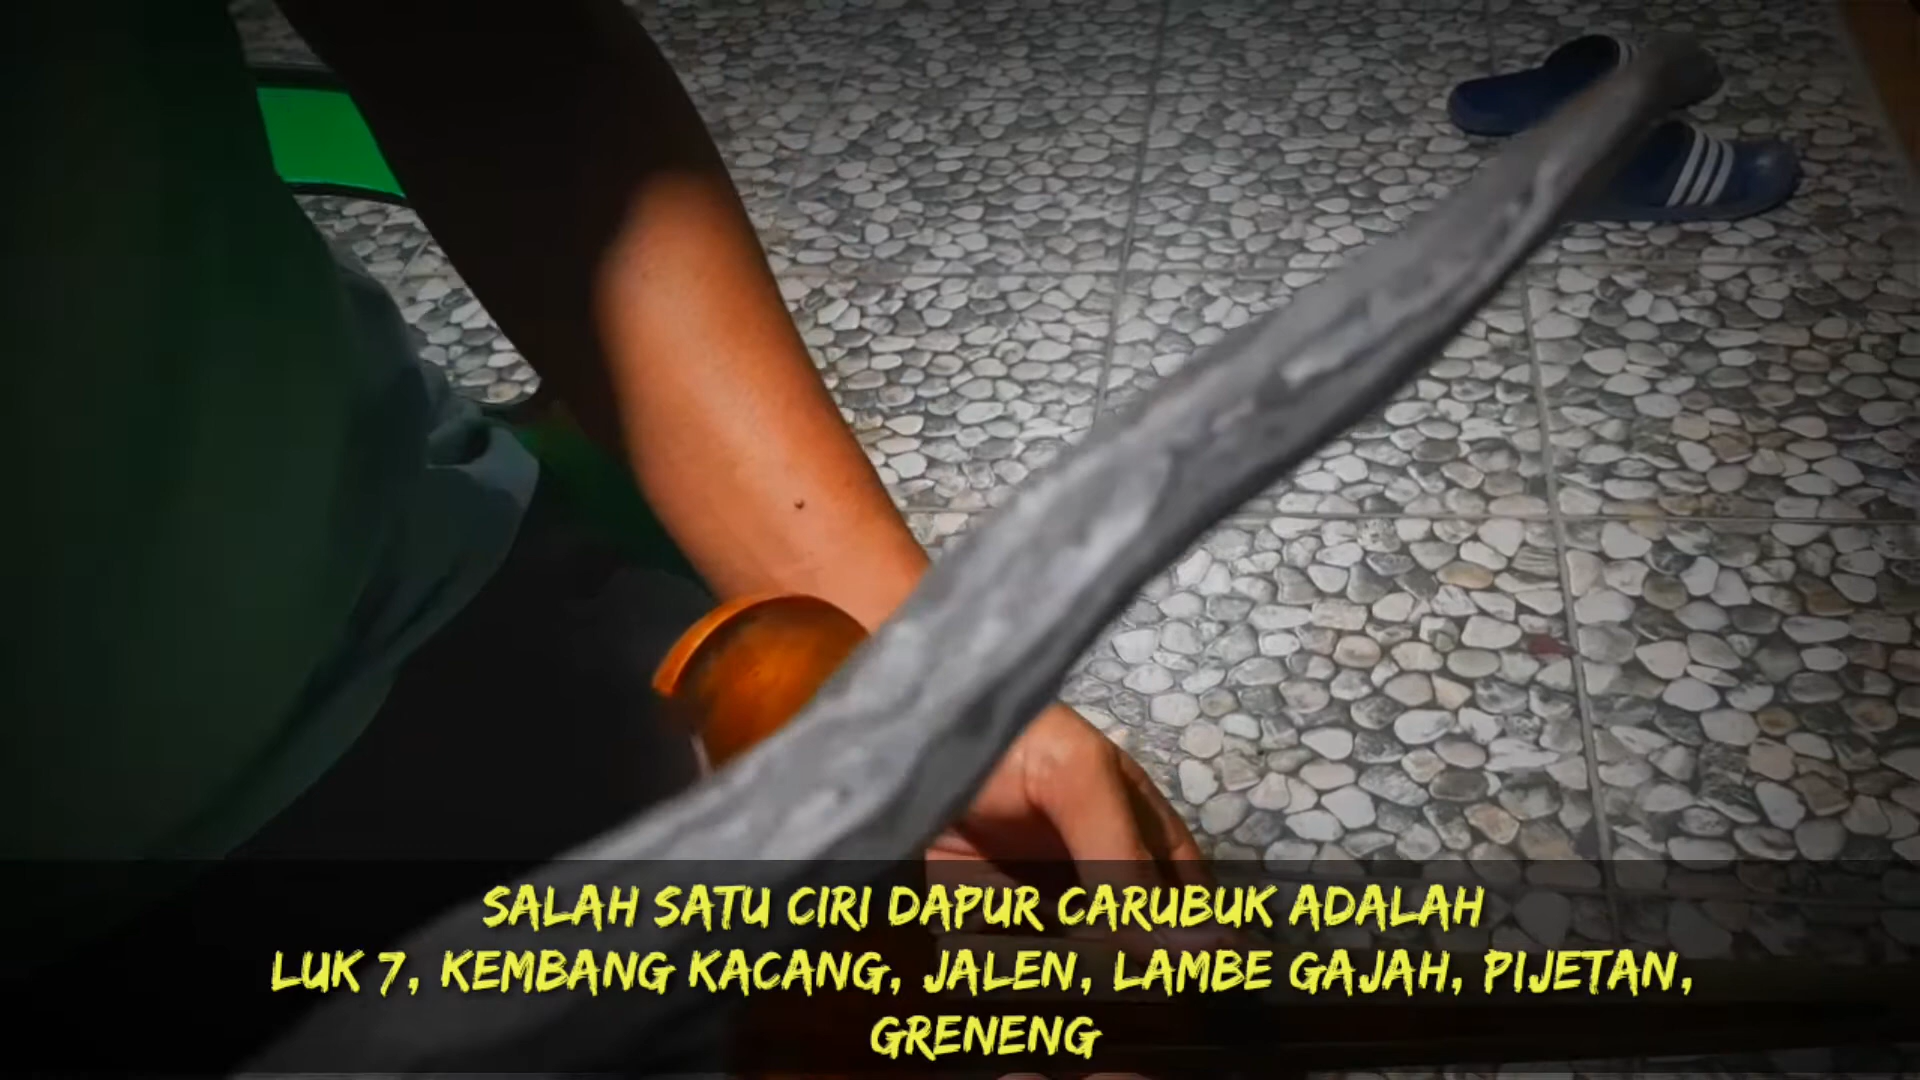 SALAH SATU CIRI DAPUR CARUBUK ADALAH
LUK 7, KEMBANG KACANG, JALEN, LAMBE GAJAH, PIJETAN,
GRENENG